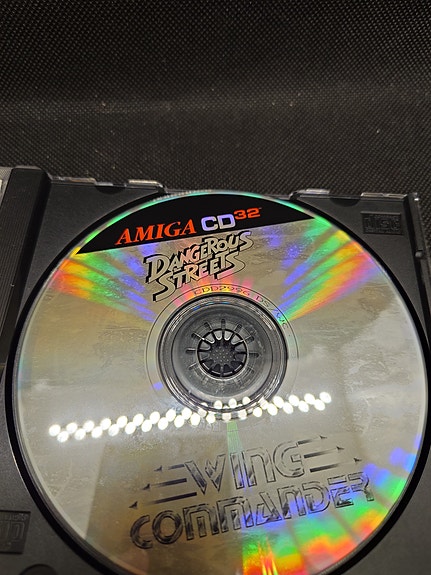 AMIGA CD32
DANGEROUS
STREETS
WING
COMMANDER